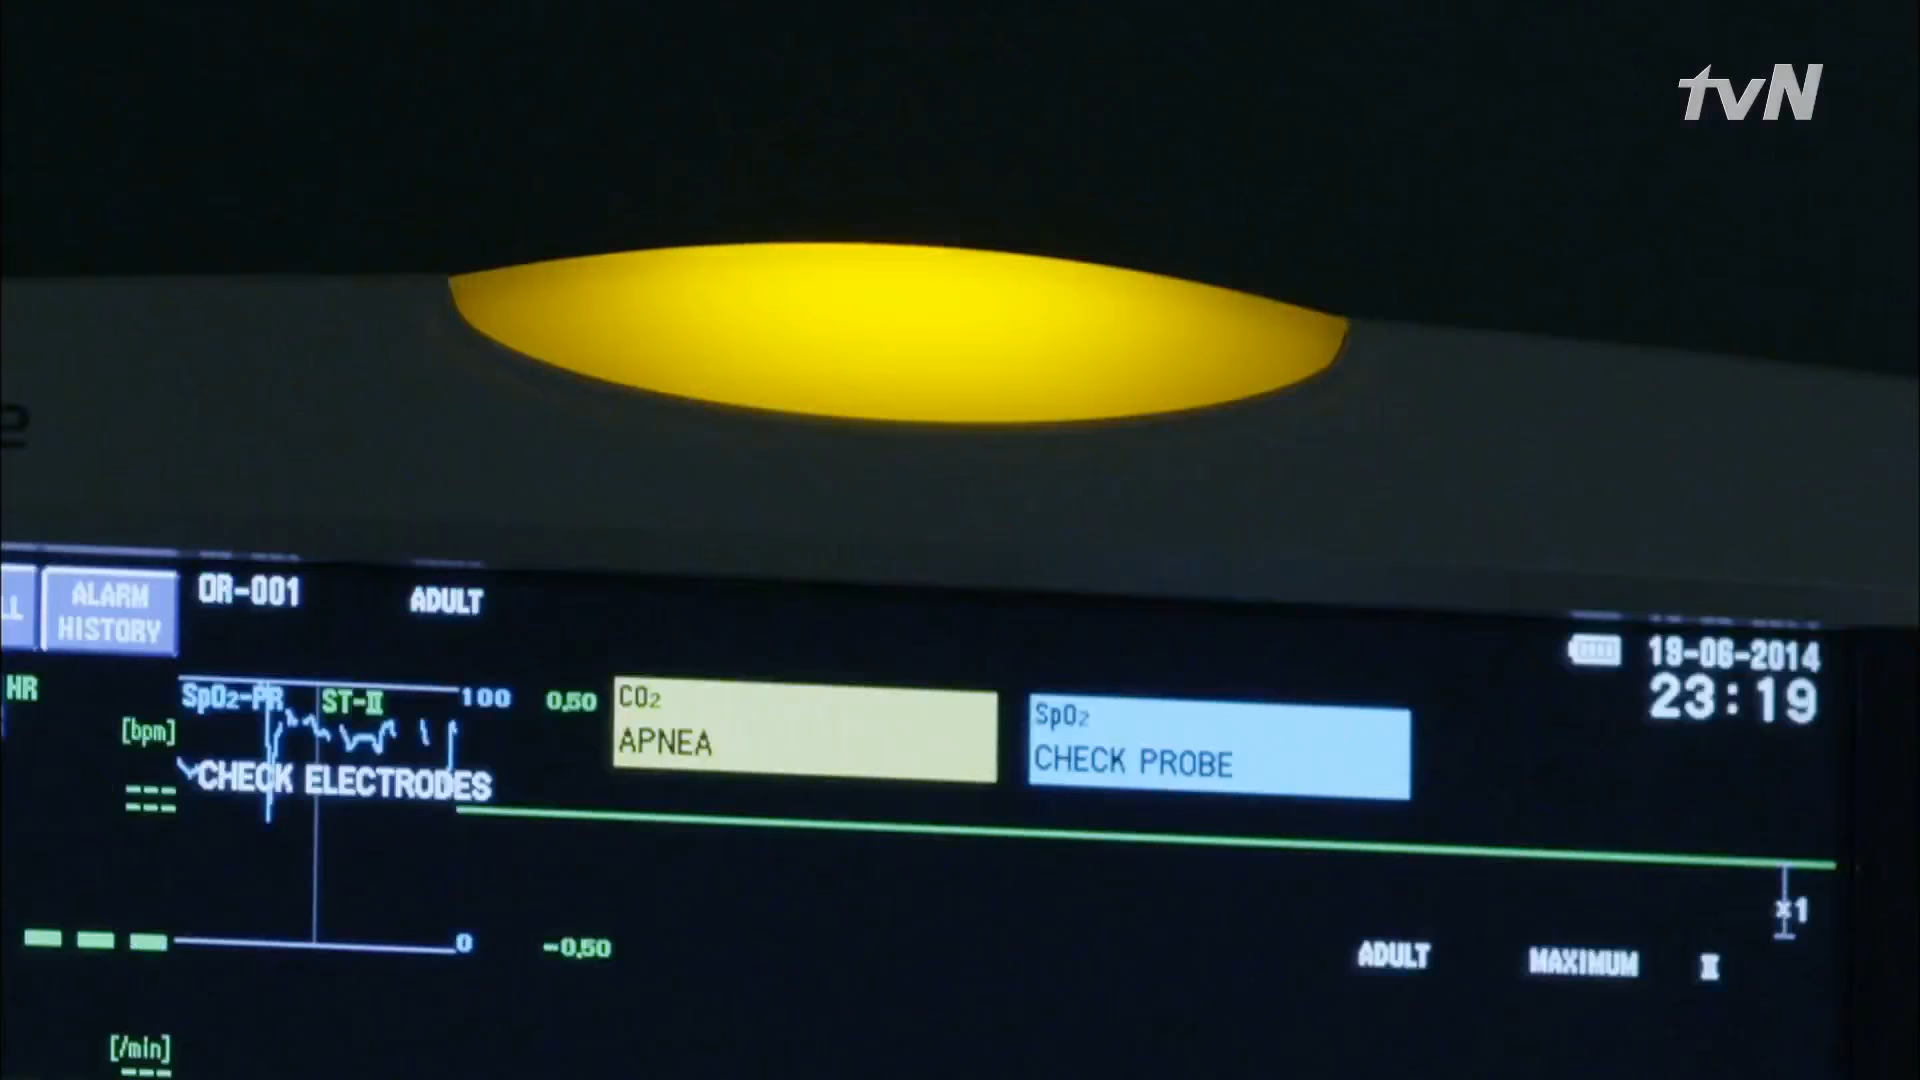 tvN
ALARM
HISTORY
OR-001
ADULT
19-06-2014
23:19
HR
SpO₂-PR
ST-II
100
0.50
CO₂
APNEA
SpO₂
CHECK PROBE
[bpm]
CHECK ELECTRODES
---
---
x1
0
-0.50
ADULT
MAXIMUM
II
[/min]
---